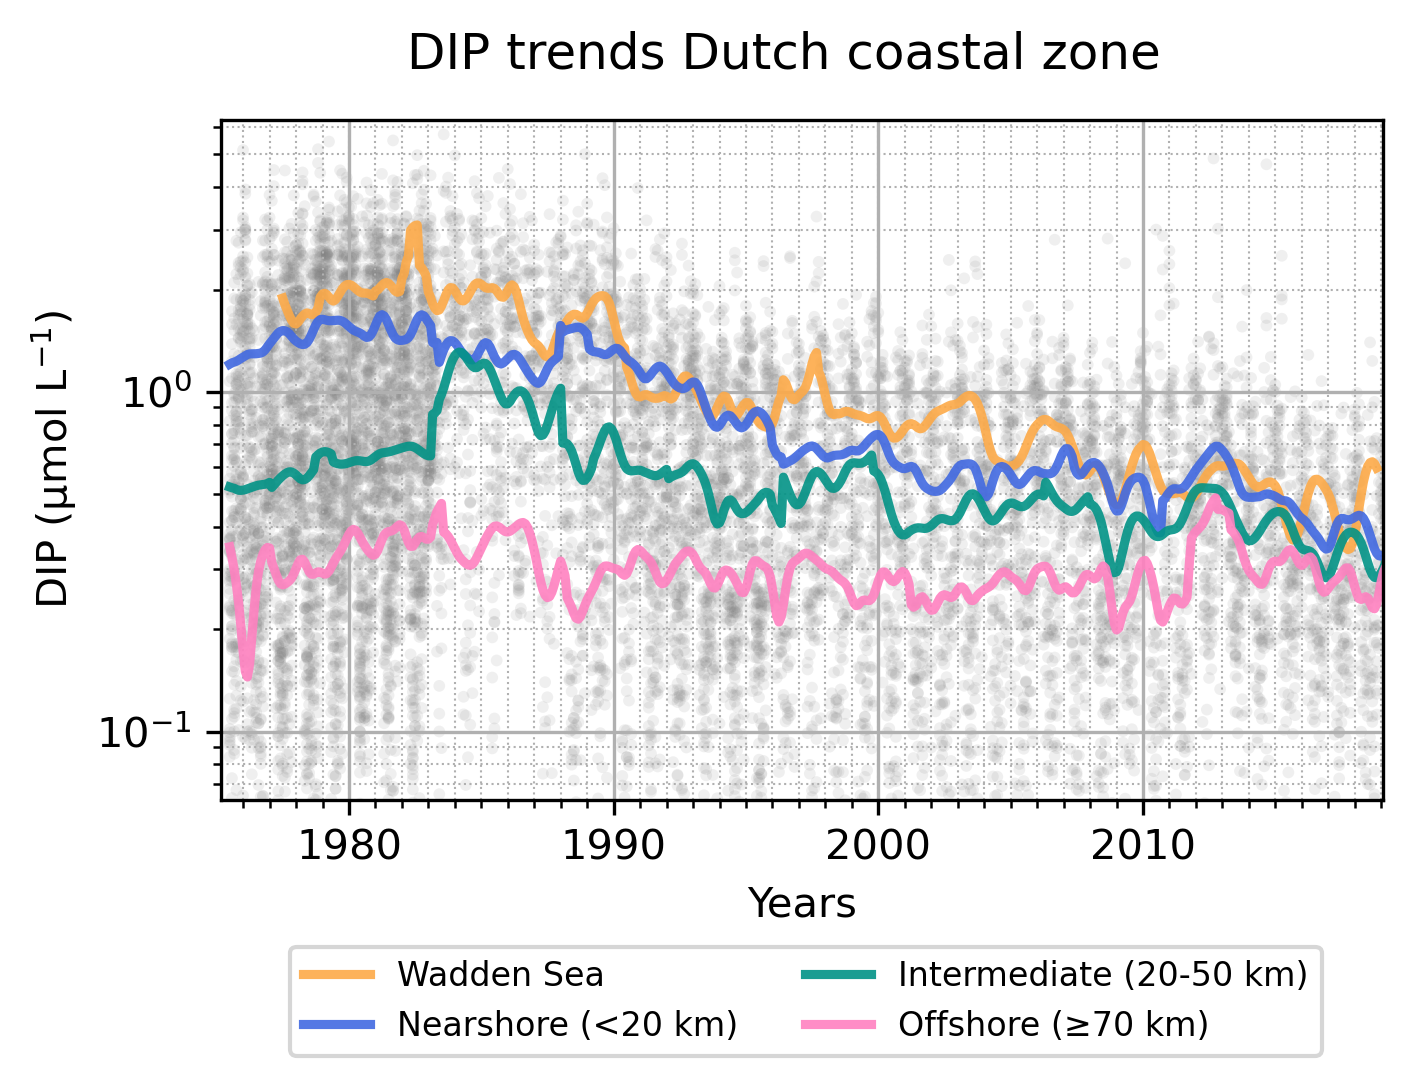 DIP trends Dutch coastal zone
DIP (µmol L⁻¹)
10⁰
10⁻¹
1980 1990 2000 2010
Years
Wadden Sea
Nearshore (<20 km)
Intermediate (20-50 km)
Offshore (≥70 km)